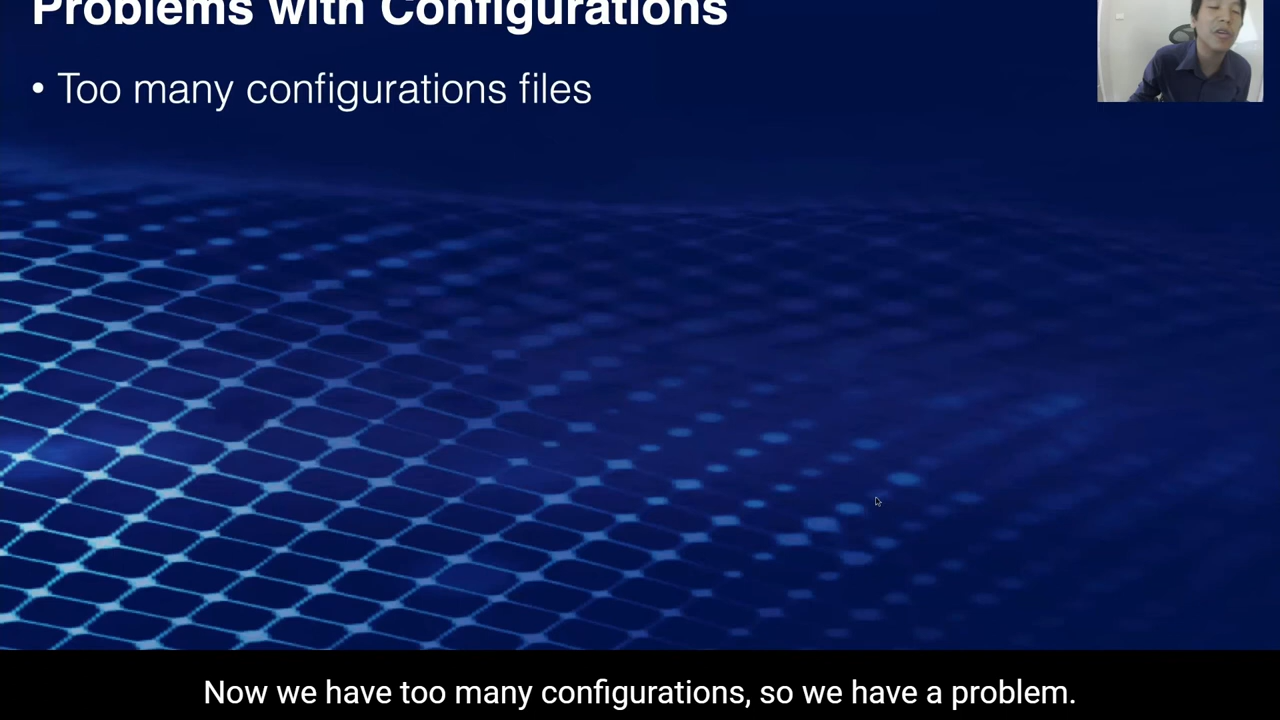 Problems with Configurations
• Too many configurations files
Now we have too many configurations, so we have a problem.